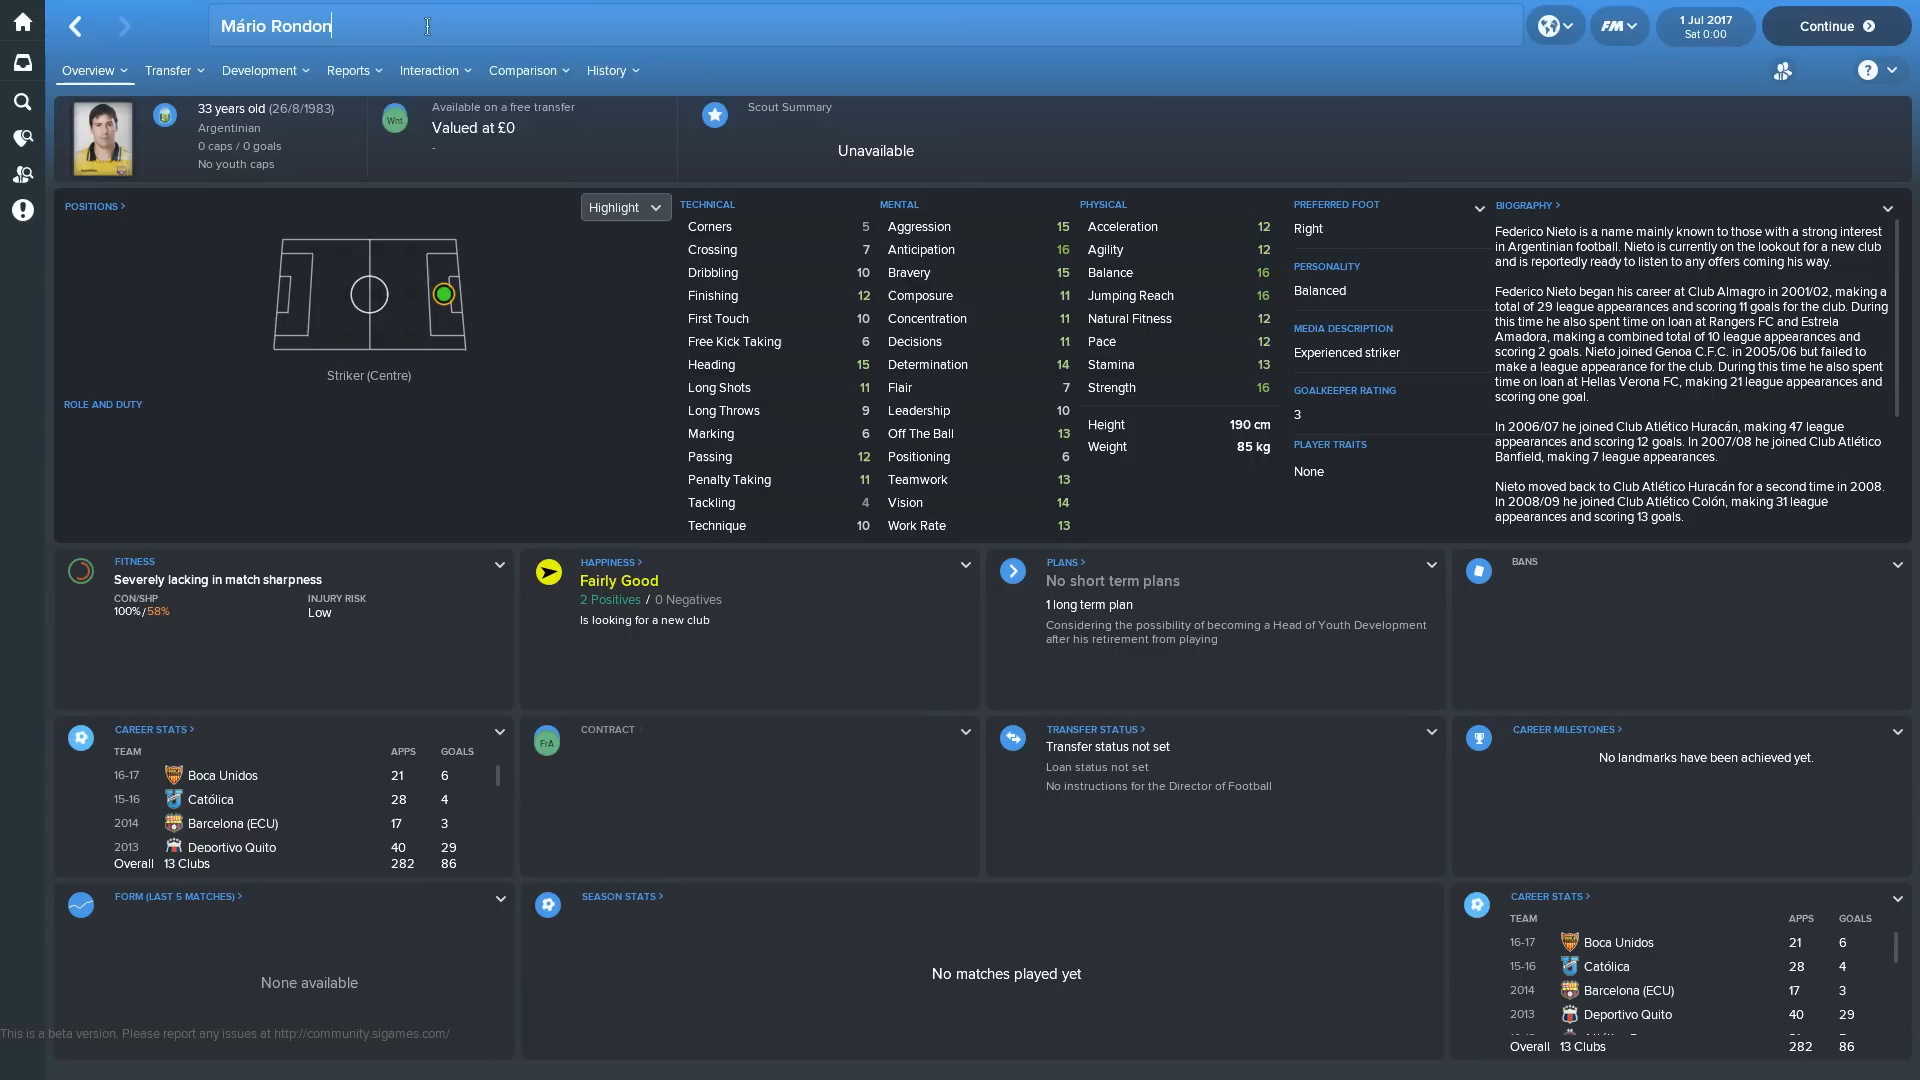 Mário Rondon
FM
1 Jul 2017
Sat 0:00
Continue
Overview
Transfer
Development
Reports
Interaction
Comparison
History
?
33 years old (26/8/1983)
Argentinian
0 caps / 0 goals
No youth caps
Wnt
Available on a free transfer
Valued at £0
-
Scout Summary
Unavailable
POSITIONS >
Highlight
Striker (Centre)
ROLE AND DUTY
TECHNICAL
Corners 5
Crossing 7
Dribbling 10
Finishing 12
First Touch 10
Free Kick Taking 6
Heading 15
Long Shots 11
Long Throws 9
Marking 6
Passing 12
Penalty Taking 11
Tackling 4
Technique 10
MENTAL
Aggression 15
Anticipation 16
Bravery 15
Composure 11
Concentration 11
Decisions 11
Determination 14
Flair 7
Leadership 10
Off The Ball 13
Positioning 6
Teamwork 13
Vision 14
Work Rate 13
PHYSICAL
Acceleration 12
Agility 12
Balance 16
Jumping Reach 16
Natural Fitness 12
Pace 12
Stamina 13
Strength 16
Height 190 cm
Weight 85 kg
PREFERRED FOOT
Right
PERSONALITY
Balanced
MEDIA DESCRIPTION
Experienced striker
GOALKEEPER RATING
3
PLAYER TRAITS
None
BIOGRAPHY >
Federico Nieto is a name mainly known to those with a strong interest
in Argentinian football. Nieto is currently on the lookout for a new club
and is reportedly ready to listen to any offers coming his way.
Federico Nieto began his career at Club Almagro in 2001/02, making a
total of 29 league appearances and scoring 11 goals for the club. During
this time he also spent time on loan at Rangers FC and Estrela
Amadora, making a combined total of 10 league appearances and
scoring 2 goals. Nieto joined Genoa C.F.C. in 2005/06 but failed to
make a league appearance for the club. During this time he also spent
time on loan at Hellas Verona FC, making 21 league appearances and
scoring one goal.
In 2006/07 he joined Club Atlético Huracán, making 47 league
appearances and scoring 12 goals. In 2007/08 he joined Club Atlético
Banfield, making 7 league appearances.
Nieto moved back to Club Atlético Huracán for a second time in 2008.
In 2008/09 he joined Club Atlético Colón, making 31 league
appearances and scoring 13 goals.
FITNESS
Severely lacking in match sharpness
CON/SHP INJURY RISK
100%/58% Low
HAPPINESS >
Fairly Good
2 Positives / 0 Negatives
Is looking for a new club
PLANS >
No short term plans
1 long term plan
Considering the possibility of becoming a Head of Youth Development
after his retirement from playing
BANS
CAREER STATS >
TEAM APPS GOALS
16-17 Boca Unidos 21 6
15-16 Católica 28 4
2014 Barcelona (ECU) 17 3
2013 Deportivo Quito 40 29
Overall 13 Clubs 282 86
FrA
CONTRACT
TRANSFER STATUS >
Transfer status not set
Loan status not set
No instructions for the Director of Football
CAREER MILESTONES >
No landmarks have been achieved yet.
FORM (LAST 5 MATCHES) >
None available
SEASON STATS >
No matches played yet
CAREER STATS >
TEAM APPS GOALS
16-17 Boca Unidos 21 6
15-16 Católica 28 4
2014 Barcelona (ECU) 17 3
2013 Deportivo Quito 40 29
Overall 13 Clubs 282 86
This is a beta version. Please report any issues at http://community.sigames.com/